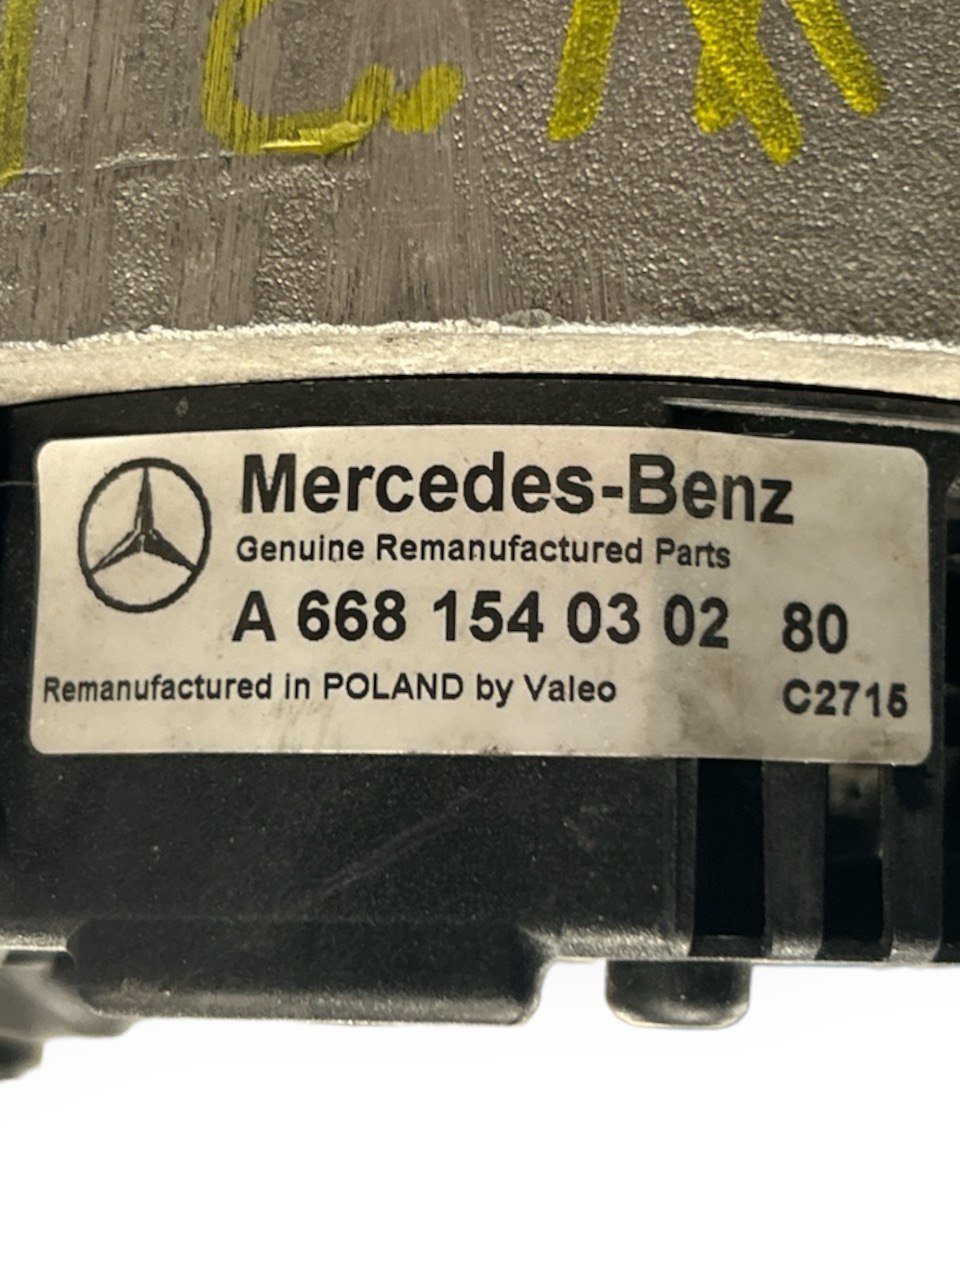 Mercedes-Benz
Genuine Remanufactured Parts
A 668 154 03 02 80
Remanufactured in POLAND by Valeo C2715